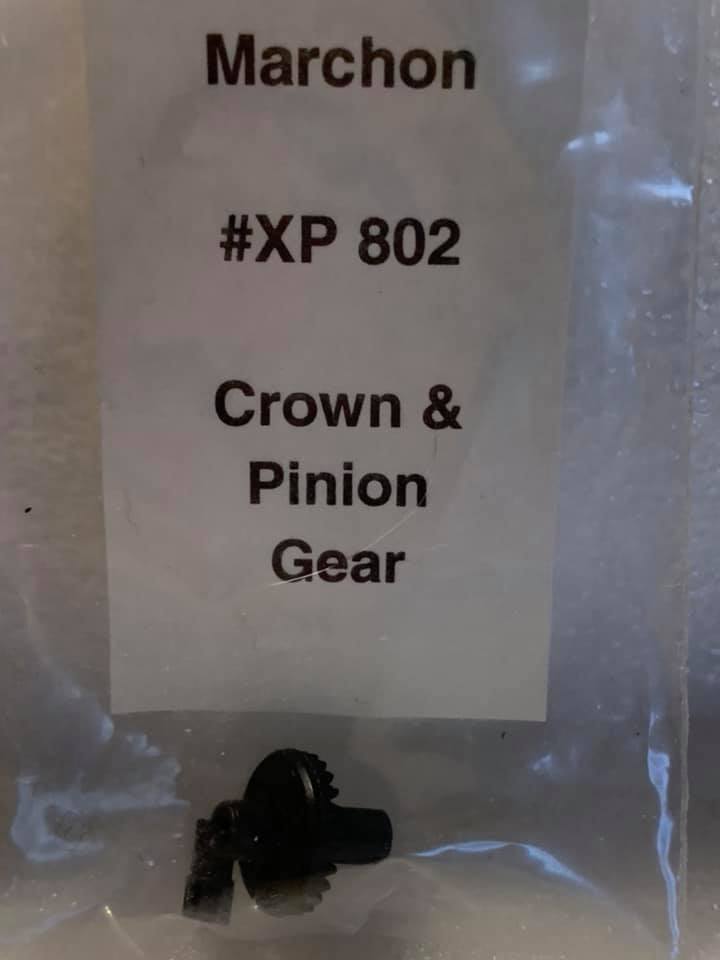 Marchon
#XP 802
Crown &
Pinion
Gear